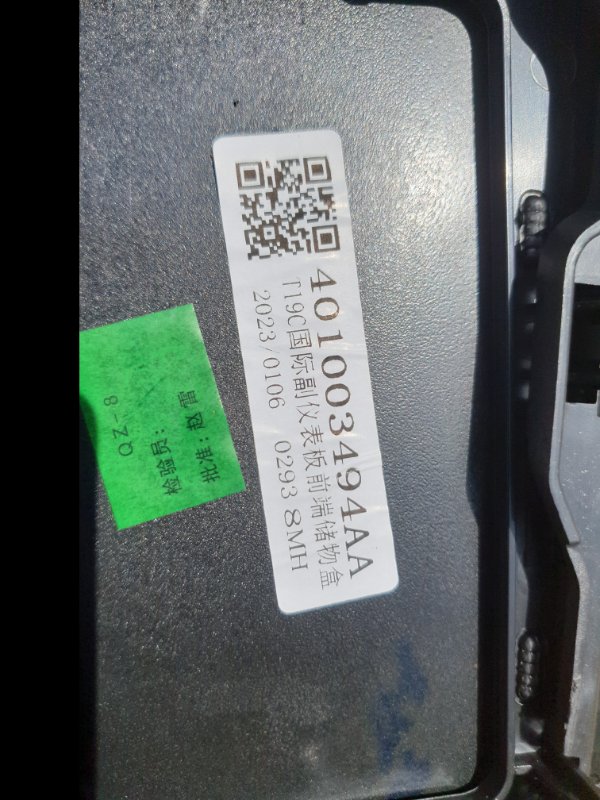 401003494AA
T19C国际副仪表板前端储物盒
2023/0106 0293 8MH
QZ-8
检验员:
批准: 赵雷